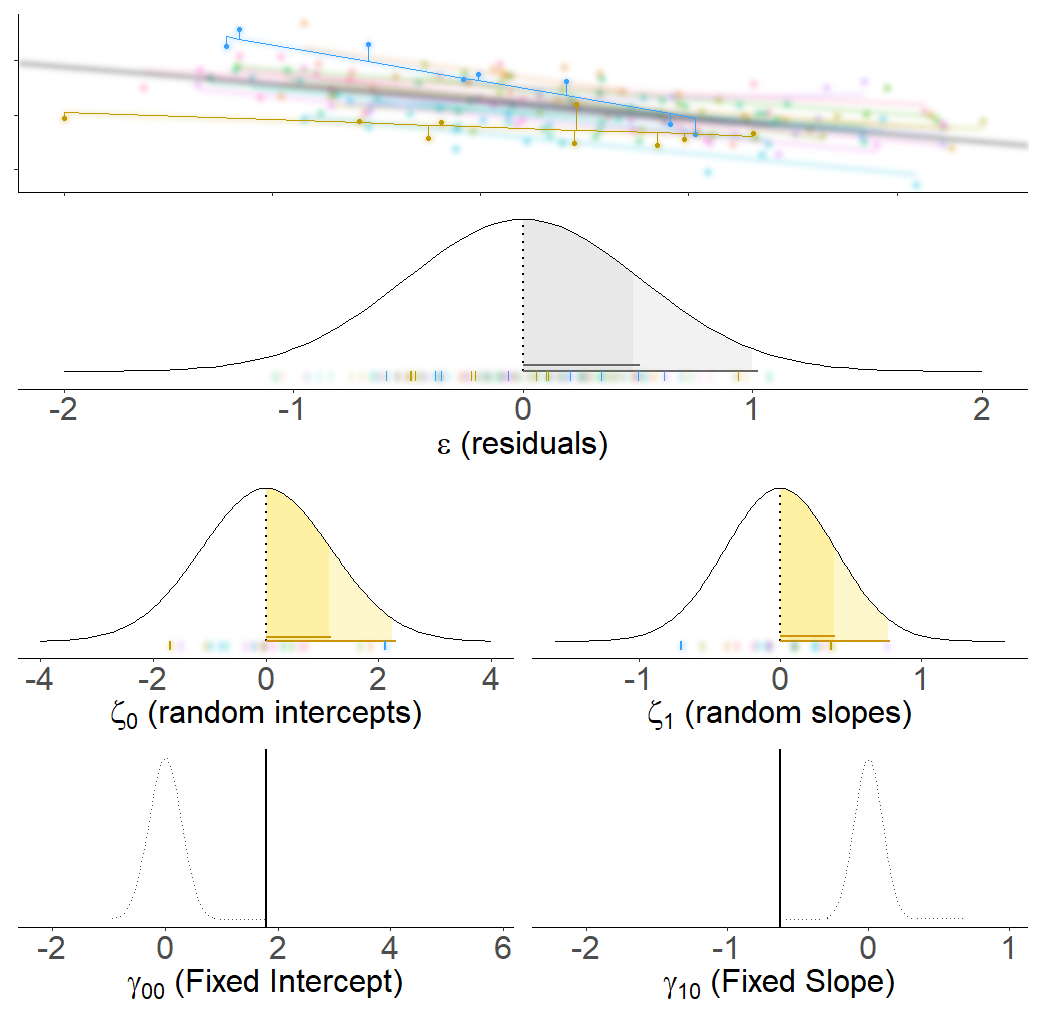 -2 -1 0 1 2
ε (residuals)
-4 -2 0 2 4
ζ0 (random intercepts)
-1 0 1
ζ1 (random slopes)
-2 0 2 4 6
γ00 (Fixed Intercept)
-2 -1 0 1
γ10 (Fixed Slope)